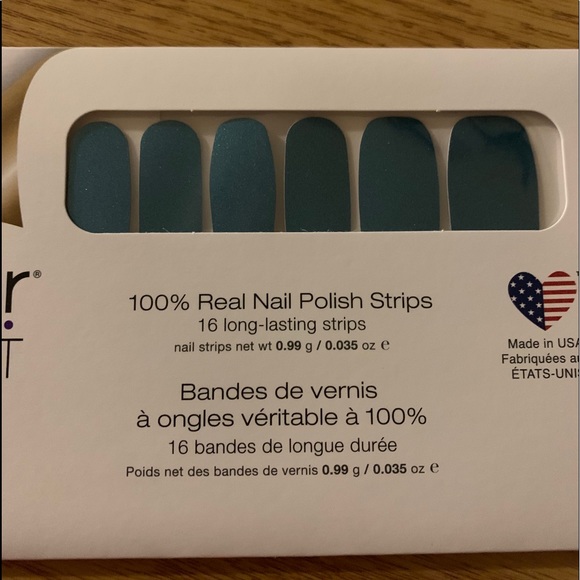 r®
T
100% Real Nail Polish Strips
16 long-lasting strips
nail strips net wt 0.99 g / 0.035 oz e
Bandes de vernis
à ongles véritable à 100%
16 bandes de longue durée
Poids net des bandes de vernis 0.99 g / 0.035 oz e
Made in USA
Fabriquées au
ÉTATS-UNIS